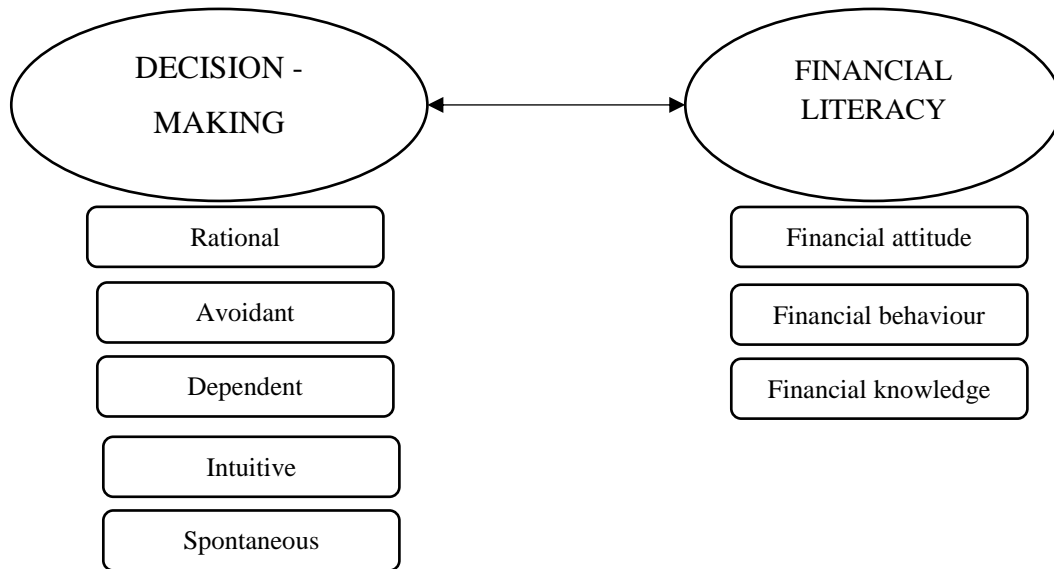 DECISION -
MAKING
Rational
Avoidant
Dependent
Intuitive
Spontaneous
FINANCIAL
LITERACY
Financial attitude
Financial behaviour
Financial knowledge